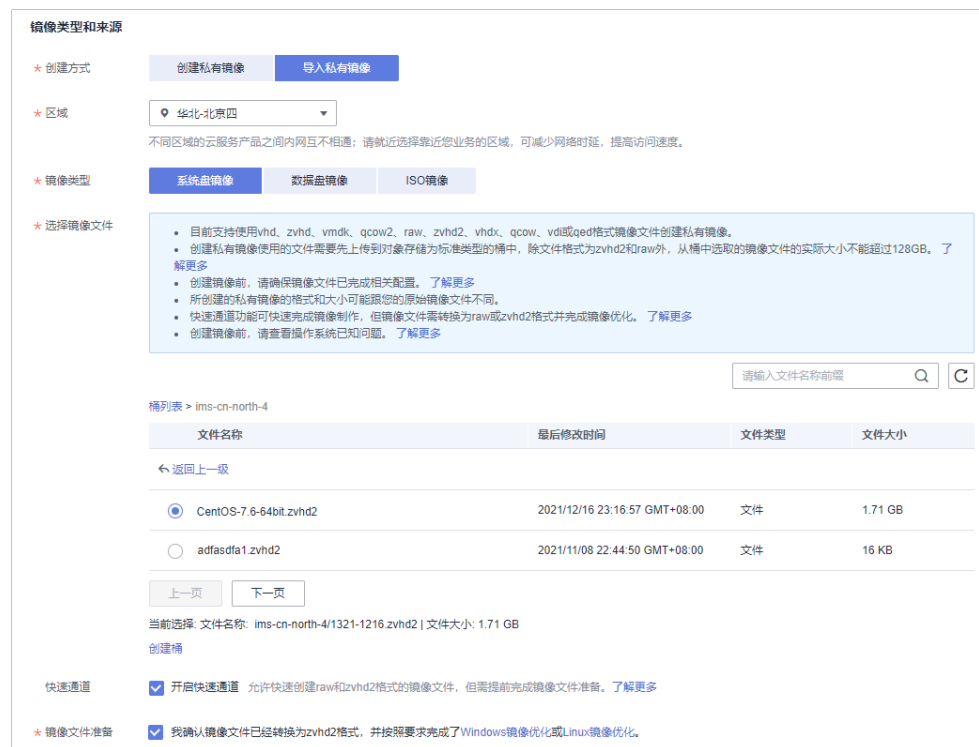 镜像类型和来源
★ 创建方式 创建私有镜像 导入私有镜像
★ 区域 华北-北京四
不同区域的云服务产品之间内网互不相通；请就近选择靠近您业务的区域，可减少网络时延，提高访问速度。
★ 镜像类型 系统盘镜像 数据盘镜像 ISO镜像
★ 选择镜像文件
• 目前支持使用vhd、zvhd、vmdk、qcow2、raw、zvhd2、vhdx、qcow、vdi或qed格式镜像文件创建私有镜像。
• 创建私有镜像使用的文件需要先上传到对象存储为标准类型的桶中，除文件格式为zvhd2和raw外，从桶中选取的镜像文件的实际大小不能超过128GB。 了
解更多
• 创建镜像前，请确保镜像文件已完成相关配置。 了解更多
• 所创建的私有镜像的格式和大小可能跟您的原始镜像文件不同。
• 快速通道功能可快速完成镜像制作，但镜像文件需转换为raw或zvhd2格式并完成镜像优化。 了解更多
• 创建镜像前，请查看操作系统已知问题。 了解更多
请输入文件名称前缀
桶列表 > ims-cn-north-4
文件名称 最后修改时间 文件类型 文件大小
返回上一级
CentOS-7.6-64bit.zvhd2 2021/12/16 23:16:57 GMT+08:00 文件 1.71 GB
adfasdfa1.zvhd2 2021/11/08 22:44:50 GMT+08:00 文件 16 KB
上一页 下一页
当前选择: 文件名称: ims-cn-north-4/1321-1216.zvhd2 | 文件大小: 1.71 GB
创建桶
快速通道 开启快速通道 允许快速创建raw和zvhd2格式的镜像文件，但需提前完成镜像文件准备。了解更多
★ 镜像文件准备 我确认镜像文件已经转换为zvhd2格式，并按照要求完成了Windows镜像优化或Linux镜像优化。